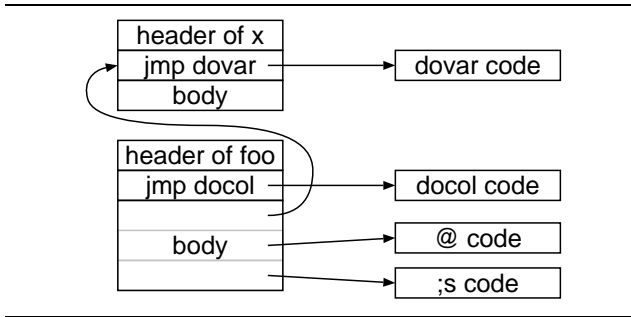 header of x
jmp dovar
dovar code
body
header of foo
jmp docol
docol code
body
@ code
;s code